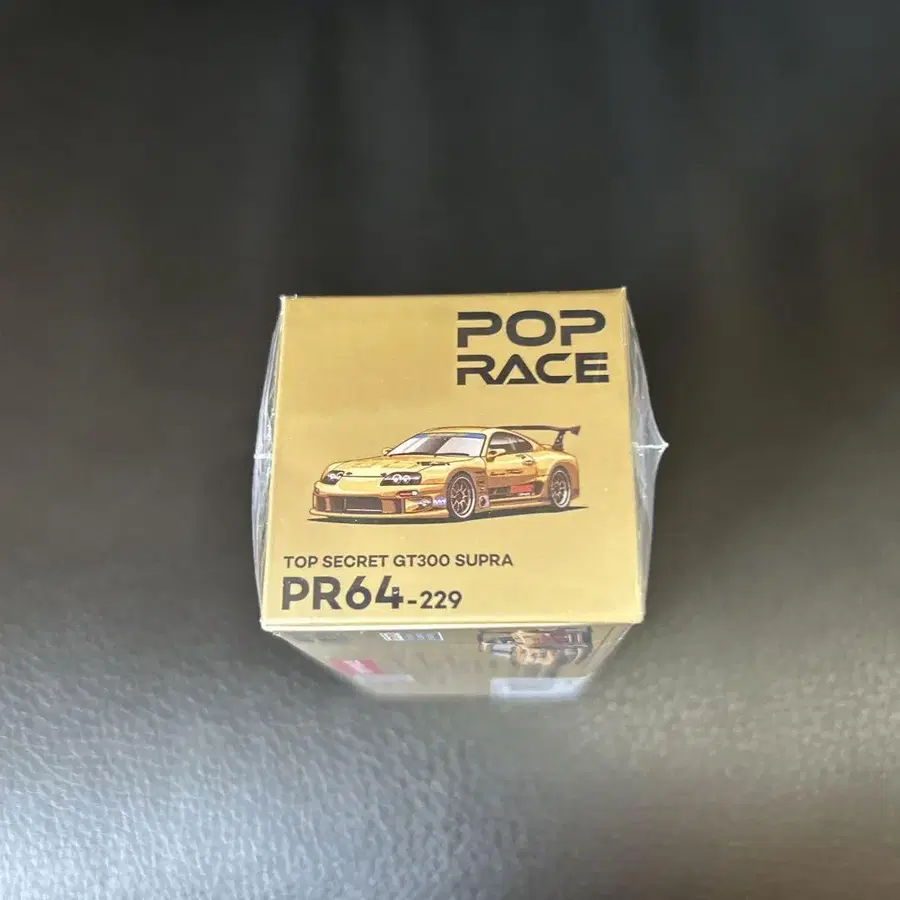 POP
RACE
TOP SECRET GT300 SUPRA
PR64-229